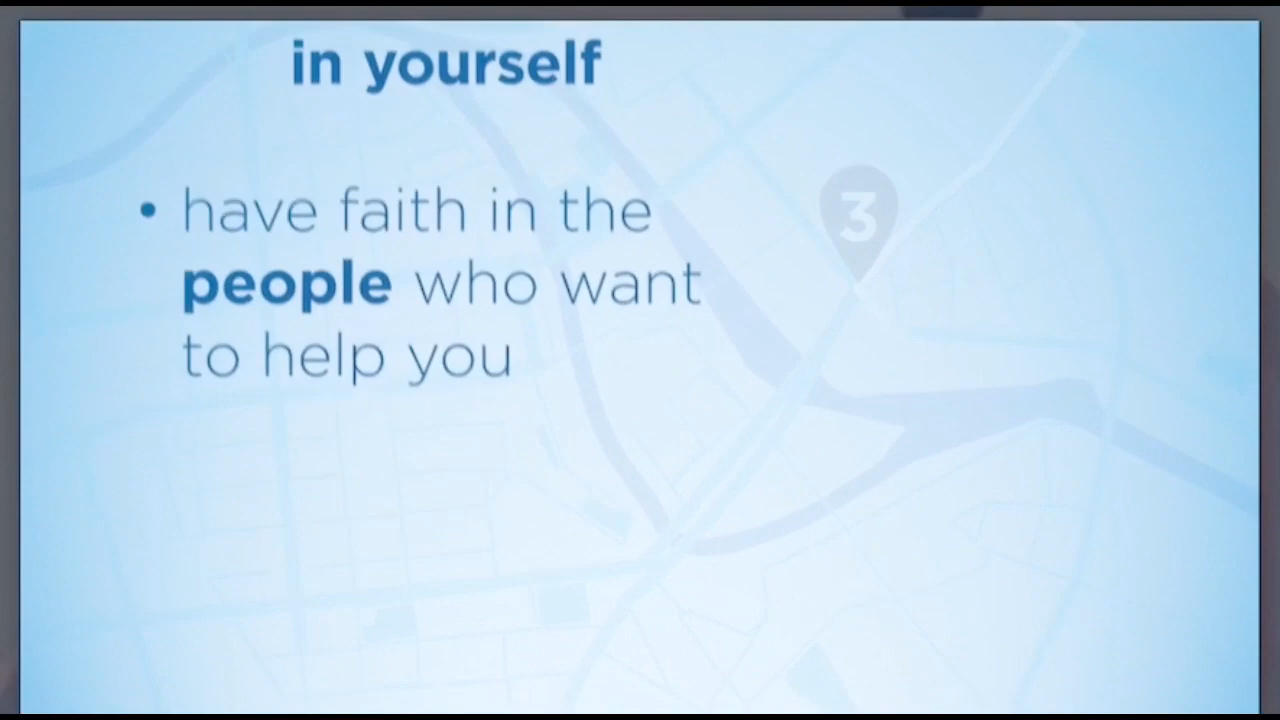 in yourself
• have faith in the
people who want
to help you
3